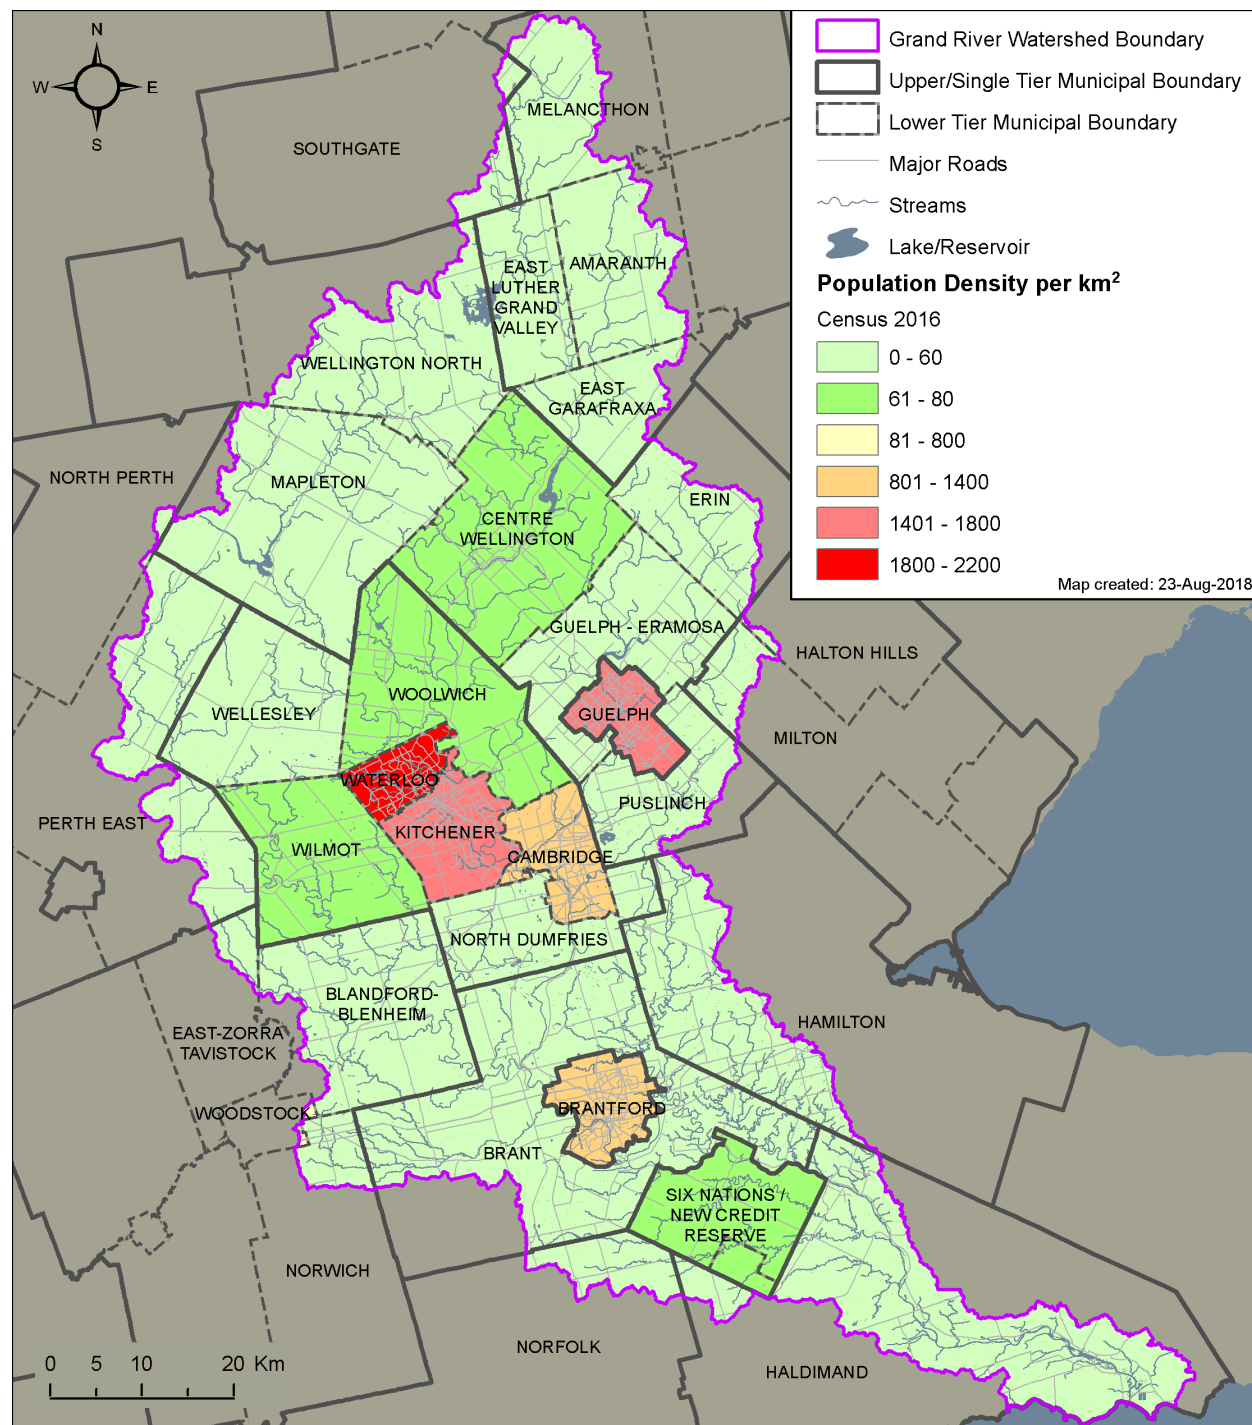 N
W
E
S
Grand River Watershed Boundary
Upper/Single Tier Municipal Boundary
Lower Tier Municipal Boundary
Major Roads
Streams
Lake/Reservoir
Population Density per km²
Census 2016
0 - 60
61 - 80
81 - 800
801 - 1400
1401 - 1800
1800 - 2200
Map created: 23-Aug-2018
MELANCTHON
SOUTHGATE
EAST
LUTHER
GRAND
VALLEY
AMARANTH
WELLINGTON NORTH
EAST
GARAFRAXA
NORTH PERTH
MAPLETON
ERIN
CENTRE
WELLINGTON
GUELPH - ERAMOSA
HALTON HILLS
WOOLWICH
WELLESLEY
GUELPH
MILTON
WATERLOO
PUSLINCH
PERTH EAST
KITCHENER
WILMOT
CAMBRIDGE
NORTH DUMFRIES
BLANDFORD-
BLENHEIM
HAMILTON
EAST-ZORRA
TAVISTOCK
WOODSTOCK
BRANTFORD
BRANT
SIX NATIONS /
NEW CREDIT
RESERVE
NORWICH
NORFOLK
HALDIMAND
0 5 10 20 Km